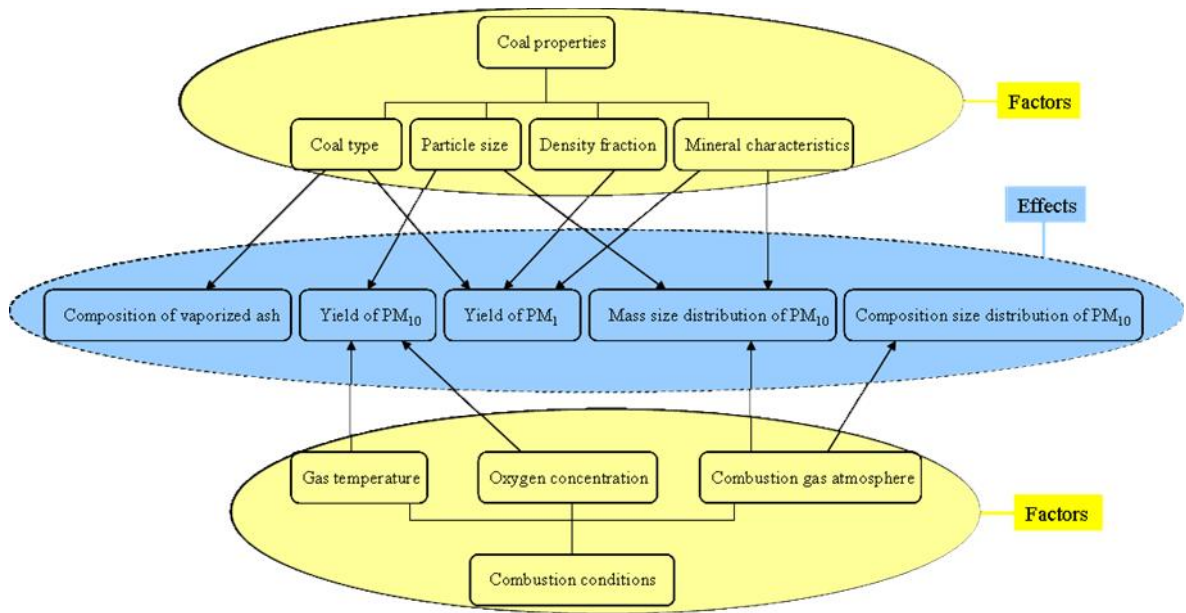 Coal properties
Factors
Coal type
Particle size
Density fraction
Mineral characteristics
Effects
Composition of vaporized ash
Yield of PM₁₀
Yield of PM₁
Mass size distribution of PM₁₀
Composition size distribution of PM₁₀
Gas temperature
Oxygen concentration
Combustion gas atmosphere
Factors
Combustion conditions